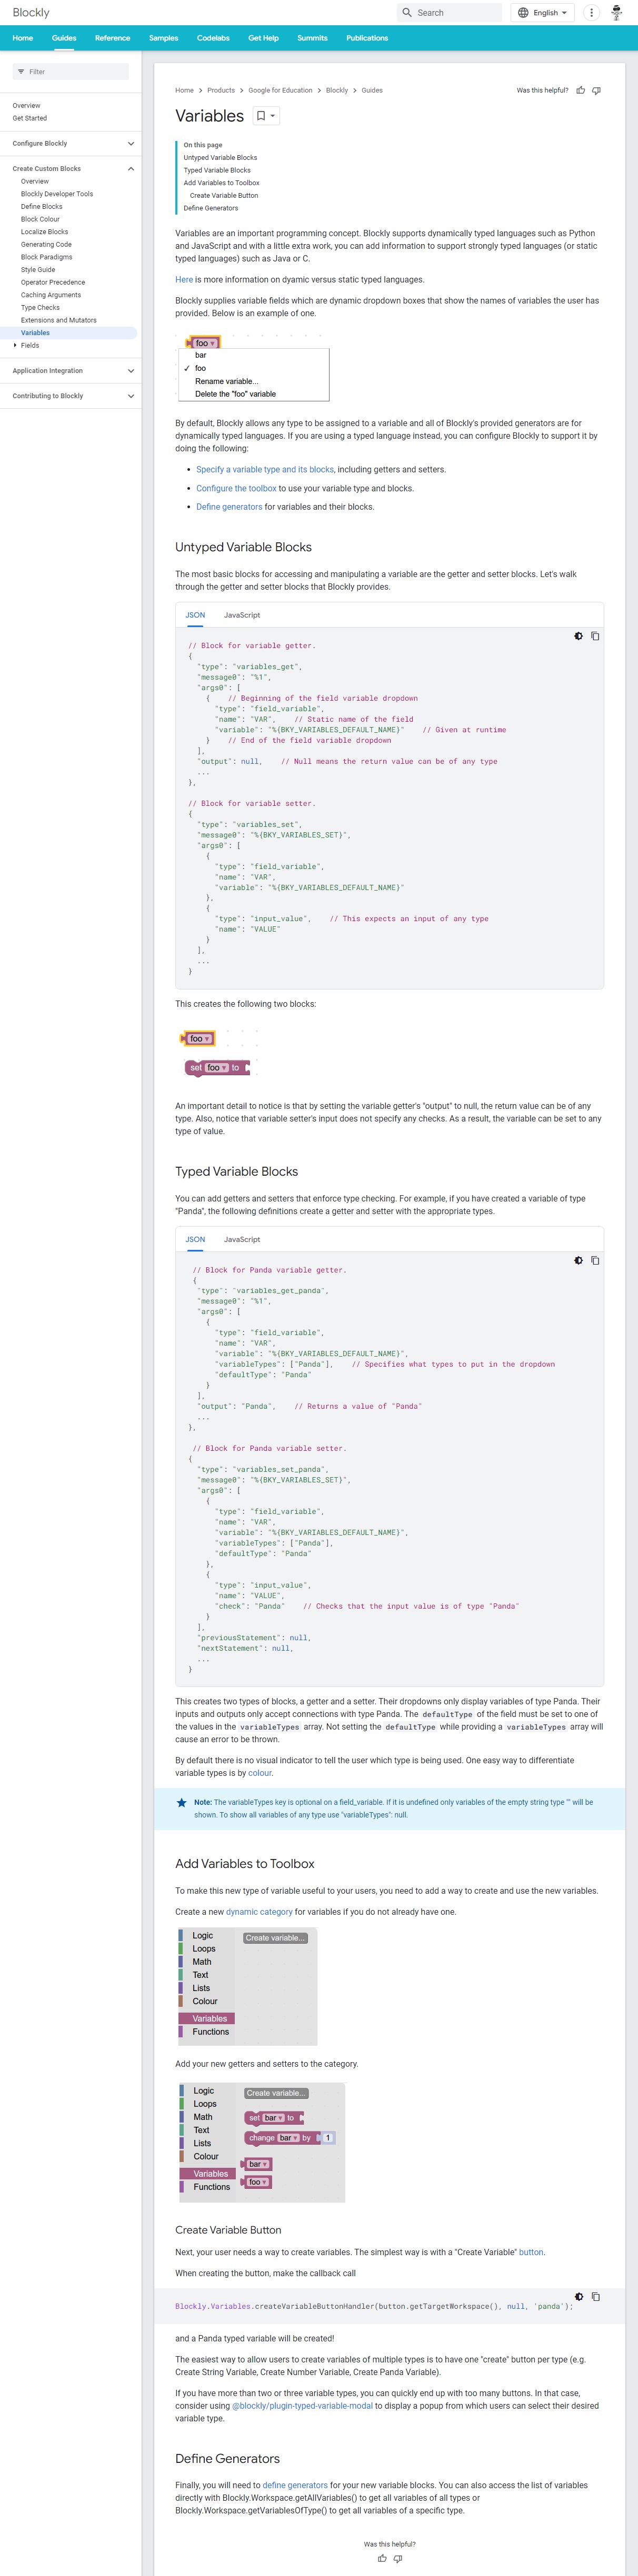 Blockly
Search
English
Home
Guides
Reference
Samples
Codelabs
Get Help
Summits
Publications
Filter
Overview
Get Started
Configure Blockly
Create Custom Blocks
Overview
Blockly Developer Tools
Define Blocks
Block Colour
Localize Blocks
Generating Code
Block Paradigms
Style Guide
Operator Precedence
Caching Arguments
Type Checks
Extensions and Mutators
Variables
Fields
Application Integration
Contributing to Blockly
Home > Products > Google for Education > Blockly > Guides
Was this helpful?
Variables
On this page
Untyped Variable Blocks
Typed Variable Blocks
Add Variables to Toolbox
Create Variable Button
Define Generators
Variables are an important programming concept. Blockly supports dynamically typed languages such as Python
and JavaScript and with a little extra work, you can add information to support strongly typed languages (or static
typed languages) such as Java or C.
Here is more information on dyamic versus static typed languages.
Blockly supplies variable fields which are dynamic dropdown boxes that show the names of variables the user has
provided. Below is an example of one.
foo
bar
✓ foo
Rename variable...
Delete the "foo" variable
By default, Blockly allows any type to be assigned to a variable and all of Blockly's provided generators are for
dynamically typed languages. If you are using a typed language instead, you can configure Blockly to support it by
doing the following:
• Specify a variable type and its blocks, including getters and setters.
• Configure the toolbox to use your variable type and blocks.
• Define generators for variables and their blocks.
Untyped Variable Blocks
The most basic blocks for accessing and manipulating a variable are the getter and setter blocks. Let's walk
through the getter and setter blocks that Blockly provides.
JSON
JavaScript
// Block for variable getter.
{
"type": "variables_get",
"message0": "%1",
"args0": [
{    // Beginning of the field variable dropdown
"type": "field_variable",
"name": "VAR",    // Static name of the field
"variable": "%{BKY_VARIABLES_DEFAULT_NAME}"    // Given at runtime
}    // End of the field variable dropdown
],
"output": null,    // Null means the return value can be of any type
...
},
// Block for variable setter.
{
"type": "variables_set",
"message0": "%{BKY_VARIABLES_SET}",
"args0": [
{
"type": "field_variable",
"name": "VAR",
"variable": "%{BKY_VARIABLES_DEFAULT_NAME}"
},
{
"type": "input_value",    // This expects an input of any type
"name": "VALUE"
}
],
...
}
This creates the following two blocks:
foo
set foo to
An important detail to notice is that by setting the variable getter's "output" to null, the return value can be of any
type. Also, notice that variable setter's input does not specify any checks. As a result, the variable can be set to any
type of value.
Typed Variable Blocks
You can add getters and setters that enforce type checking. For example, if you have created a variable of type
"Panda", the following definitions create a getter and setter with the appropriate types.
JSON
JavaScript
// Block for Panda variable getter.
{
"type": "variables_get_panda",
"message0": "%1",
"args0": [
{
"type": "field_variable",
"name": "VAR",
"variable": "%{BKY_VARIABLES_DEFAULT_NAME}",
"variableTypes": ["Panda"],    // Specifies what types to put in the dropdown
"defaultType": "Panda"
}
],
"output": "Panda",    // Returns a value of "Panda"
...
},
// Block for Panda variable setter.
{
"type": "variables_set_panda",
"message0": "%{BKY_VARIABLES_SET}",
"args0": [
{
"type": "field_variable",
"name": "VAR",
"variable": "%{BKY_VARIABLES_DEFAULT_NAME}",
"variableTypes": ["Panda"],
"defaultType": "Panda"
},
{
"type": "input_value",
"name": "VALUE",
"check": "Panda"    // Checks that the input value is of type "Panda"
}
],
"previousStatement": null,
"nextStatement": null,
...
}
This creates two types of blocks, a getter and a setter. Their dropdowns only display variables of type Panda. Their
inputs and outputs only accept connections with type Panda. The defaultType of the field must be set to one of
the values in the variableTypes array. Not setting the defaultType while providing a variableTypes array will
cause an error to be thrown.
By default there is no visual indicator to tell the user which type is being used. One easy way to differentiate
variable types is by colour.
Note: The variableTypes key is optional on a field_variable. If it is undefined only variables of the empty string type "" will be
shown. To show all variables of any type use "variableTypes": null.
Add Variables to Toolbox
To make this new type of variable useful to your users, you need to add a way to create and use the new variables.
Create a new dynamic category for variables if you do not already have one.
Logic
Loops
Math
Text
Lists
Colour
Variables
Functions
Create variable...
Add your new getters and setters to the category.
Logic
Loops
Math
Text
Lists
Colour
Variables
Functions
Create variable...
set bar to
change bar by 1
bar
foo
Create Variable Button
Next, your user needs a way to create variables. The simplest way is with a "Create Variable" button.
When creating the button, make the callback call
Blockly.Variables.createVariableButtonHandler(button.getTargetWorkspace(), null, 'panda');
and a Panda typed variable will be created!
The easiest way to allow users to create variables of multiple types is to have one "create" button per type (e.g.
Create String Variable, Create Number Variable, Create Panda Variable).
If you have more than two or three variable types, you can quickly end up with too many buttons. In that case,
consider using @blockly/plugin-typed-variable-modal to display a popup from which users can select their desired
variable type.
Define Generators
Finally, you will need to define generators for your new variable blocks. You can also access the list of variables
directly with Blockly.Workspace.getAllVariables() to get all variables of all types or
Blockly.Workspace.getVariablesOfType() to get all variables of a specific type.
Was this helpful?